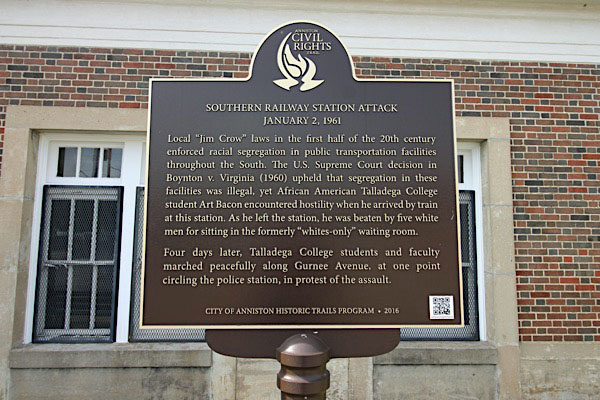 ANNISTON
CIVIL
RIGHTS
TRAIL
SOUTHERN RAILWAY STATION ATTACK
JANUARY 2, 1961
Local "Jim Crow" laws in the first half of the 20th century
enforced racial segregation in public transportation facilities
throughout the South. The U.S. Supreme Court decision in
Boynton v. Virginia (1960) upheld that segregation in these
facilities was illegal, yet African American Talladega College
student Art Bacon encountered hostility when he arrived by
train at this station. As he left the station, he was beaten by five white
men for sitting in the formerly "whites-only" waiting room.
Four days later, Talladega College students and faculty
marched peacefully along Gurnee Avenue, at one point
circling the police station, in protest of the assault.
CITY OF ANNISTON HISTORIC TRAILS PROGRAM • 2016